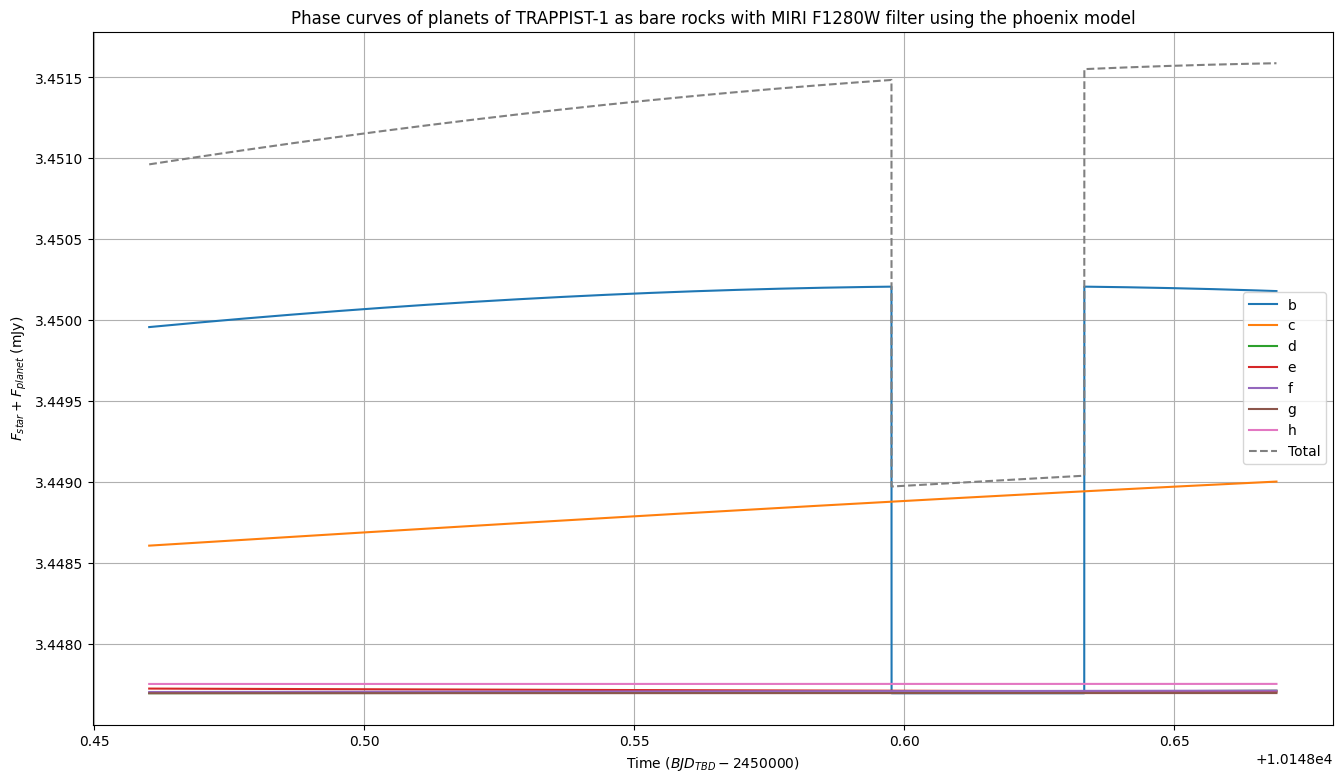 Phase curves of planets of TRAPPIST-1 as bare rocks with MIRI F1280W filter using the phoenix model
3.4515
3.4510
3.4505
3.4500
3.4495
3.4490
3.4485
3.4480
F_star + F_planet (mJy)
b
c
d
e
f
g
h
Total
0.45
0.50
0.55
0.60
0.65
+1.0148e4
Time (BJD_TBD − 2450000)